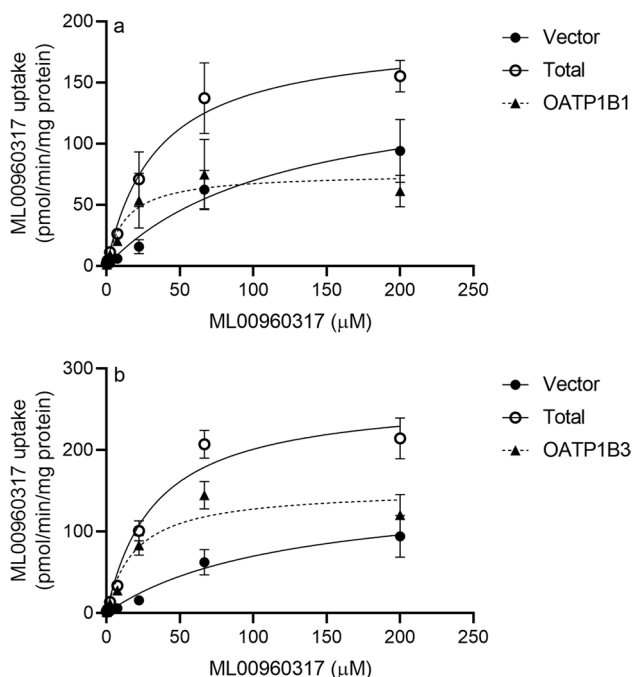 a
ML00960317 uptake
(pmol/min/mg protein)
200
150
100
50
0
0 50 100 150 200 250
ML00960317 (μM)
Vector
Total
OATP1B1
b
ML00960317 uptake
(pmol/min/mg protein)
300
200
100
0
0 50 100 150 200 250
ML00960317 (μM)
Vector
Total
OATP1B3